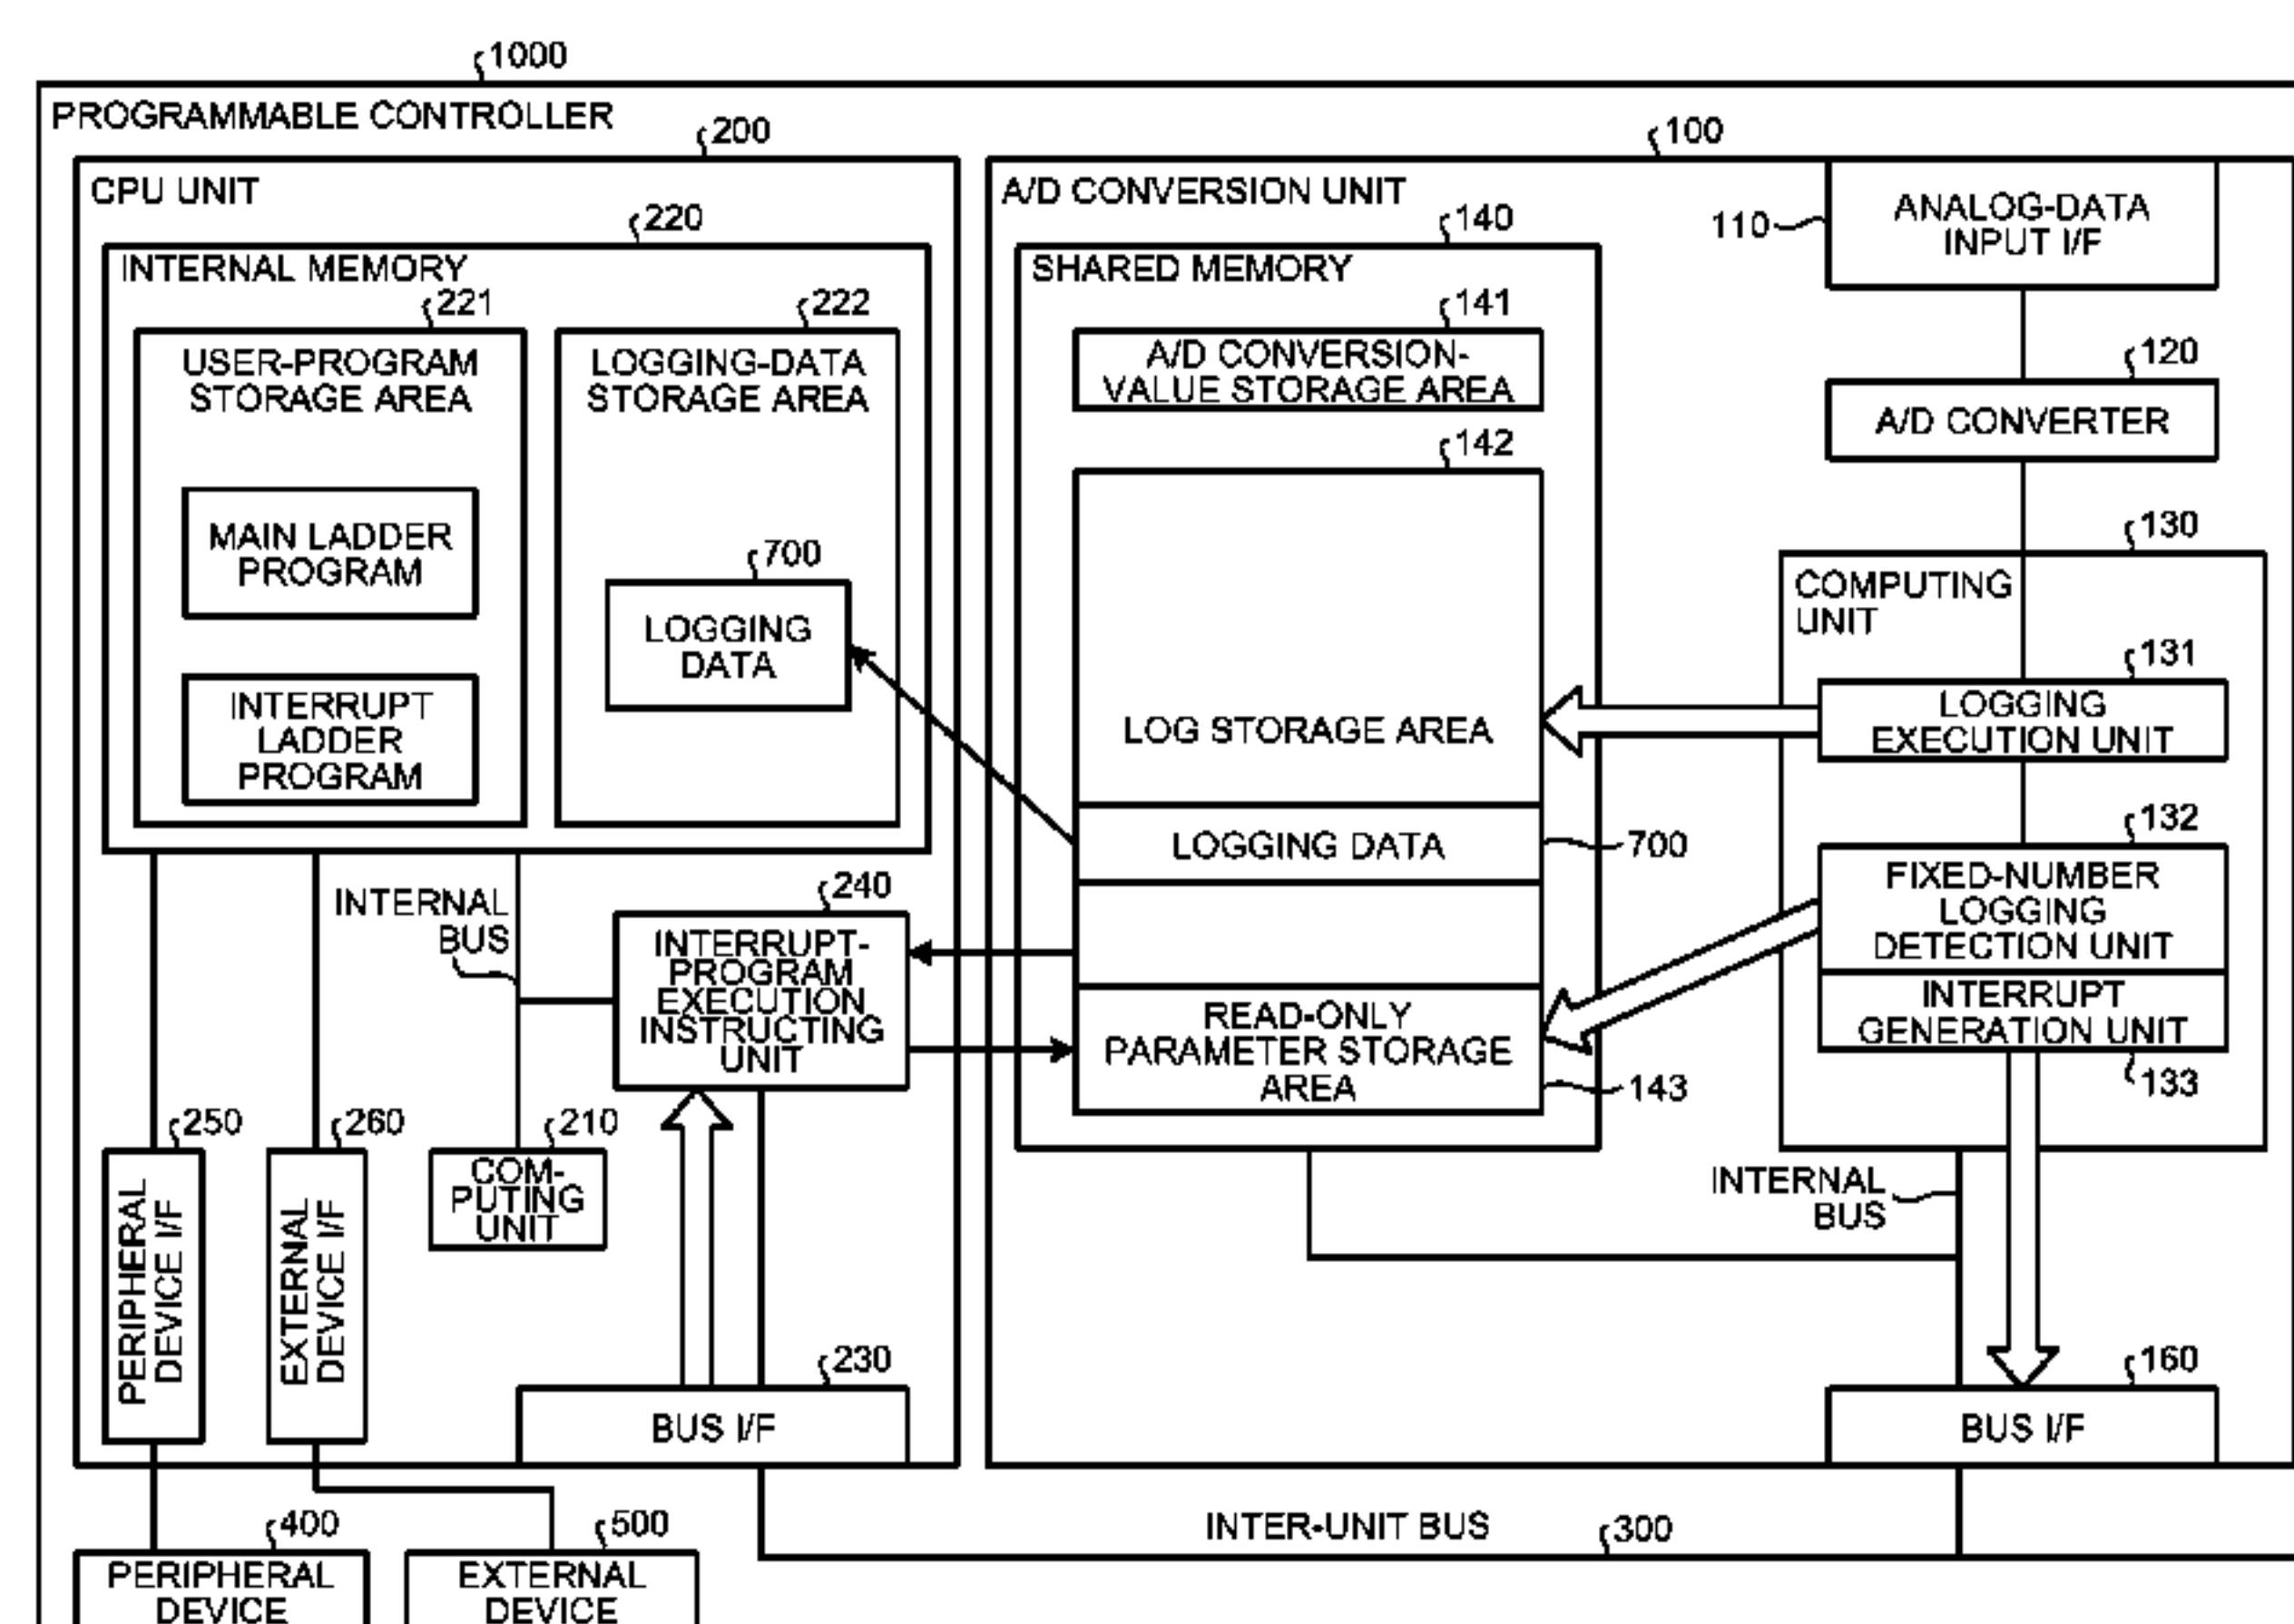 1000
PROGRAMMABLE CONTROLLER
200
CPU UNIT
220
INTERNAL MEMORY
221
USER-PROGRAM
STORAGE AREA
MAIN LADDER
PROGRAM
INTERRUPT
LADDER
PROGRAM
222
LOGGING-DATA
STORAGE AREA
700
LOGGING
DATA
INTERNAL
BUS
240
INTERRUPT-
PROGRAM
EXECUTION
INSTRUCTING
UNIT
250
PERIPHERAL
DEVICE I/F
260
EXTERNAL
DEVICE I/F
210
COM-
PUTING
UNIT
230
BUS I/F
100
A/D CONVERSION UNIT
140
SHARED MEMORY
141
A/D CONVERSION-
VALUE STORAGE AREA
142
LOG STORAGE AREA
LOGGING DATA
700
READ-ONLY
PARAMETER STORAGE
AREA
143
110
ANALOG-DATA
INPUT I/F
120
A/D CONVERTER
130
COMPUTING
UNIT
131
LOGGING
EXECUTION UNIT
132
FIXED-NUMBER
LOGGING
DETECTION UNIT
INTERRUPT
GENERATION UNIT
133
INTERNAL
BUS
160
BUS I/F
INTER-UNIT BUS
300
400
PERIPHERAL
DEVICE
500
EXTERNAL
DEVICE